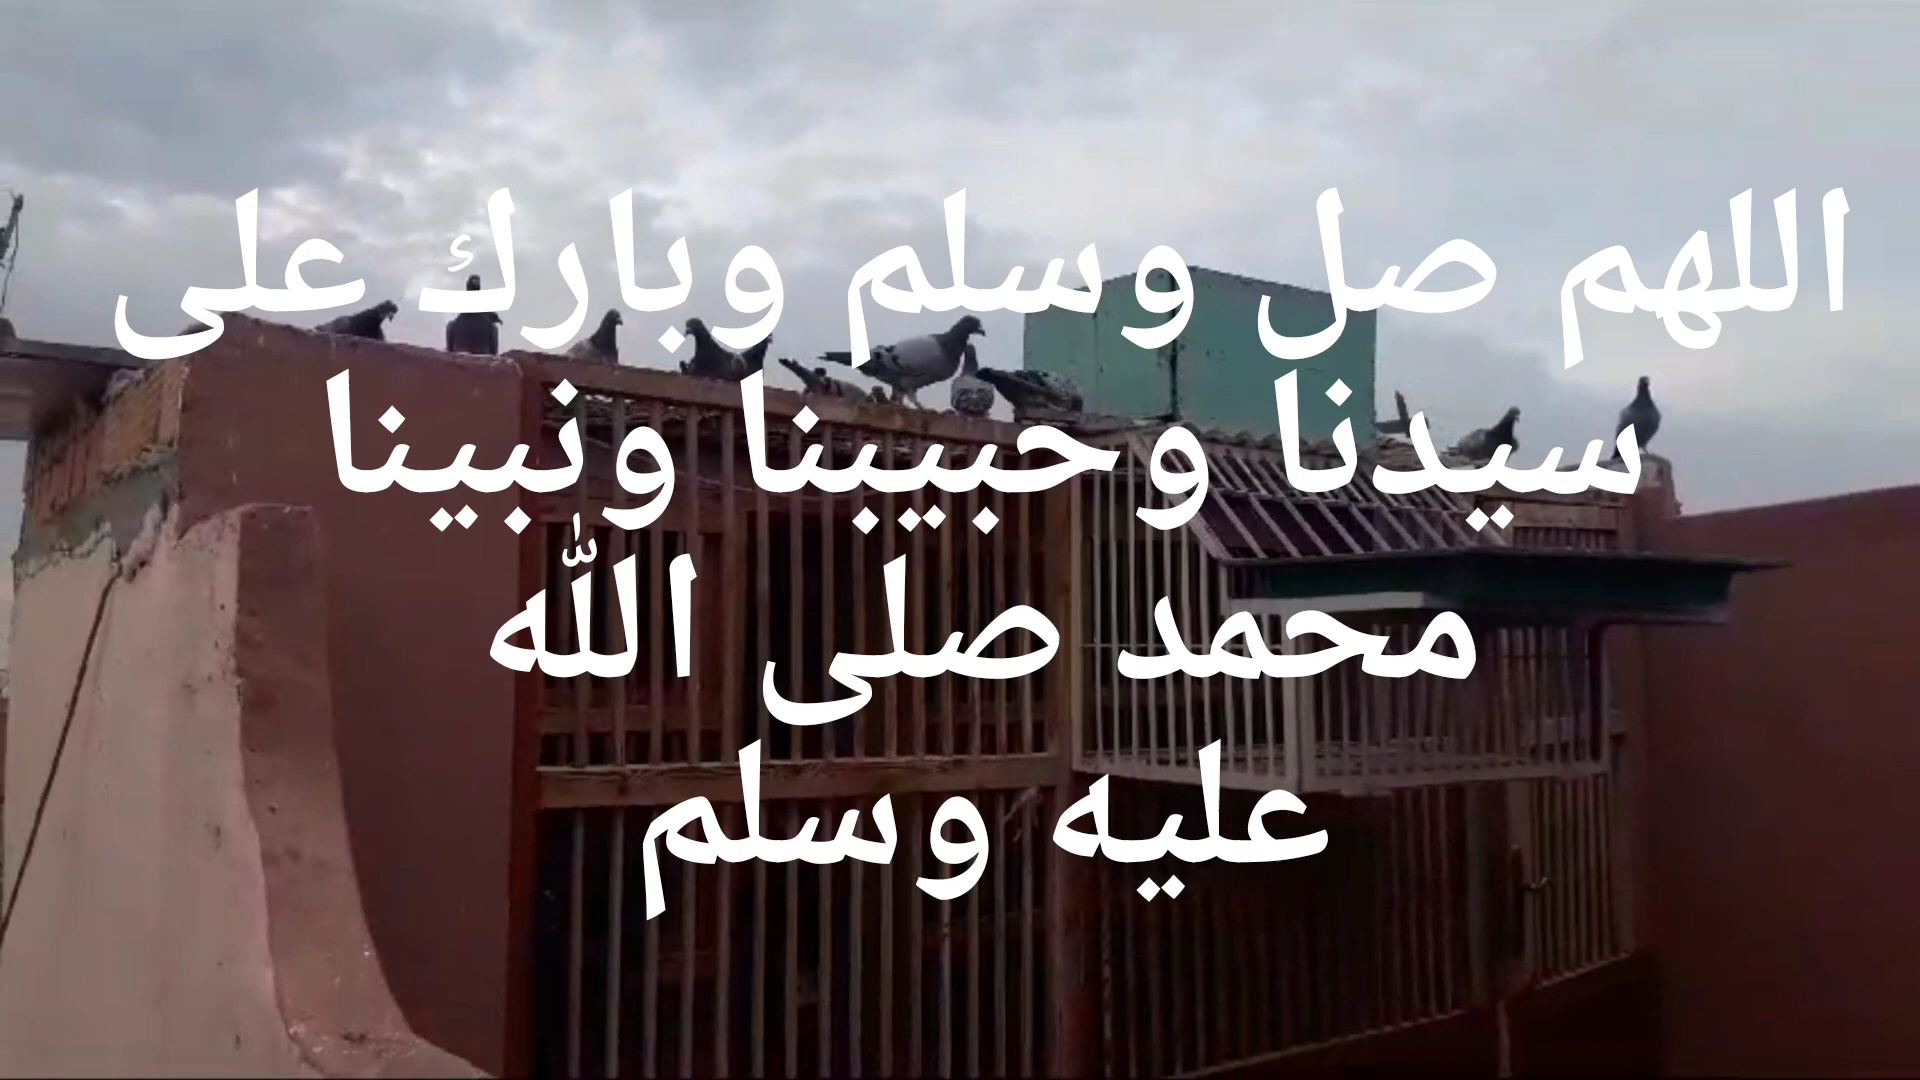 اللهم صل وسلم وبارك على
سيدنا وحبيبنا ونبينا
محمد صلى الله
عليه وسلم